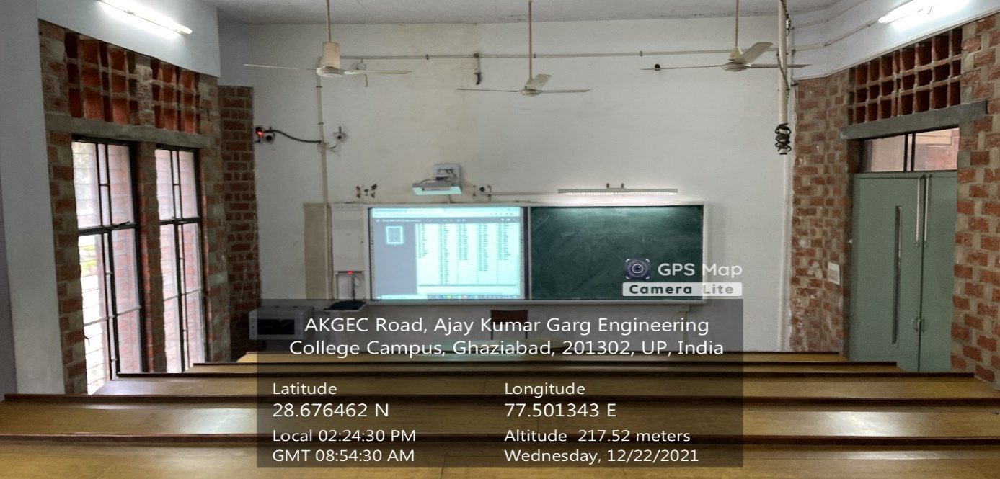 GPS Map
Camera Lite
AKGEC Road, Ajay Kumar Garg Engineering
College Campus, Ghaziabad, 201302, UP, India
Latitude
28.676462 N
Longitude
77.501343 E
Local 02:24:30 PM
GMT 08:54:30 AM
Altitude 217.52 meters
Wednesday, 12/22/2021